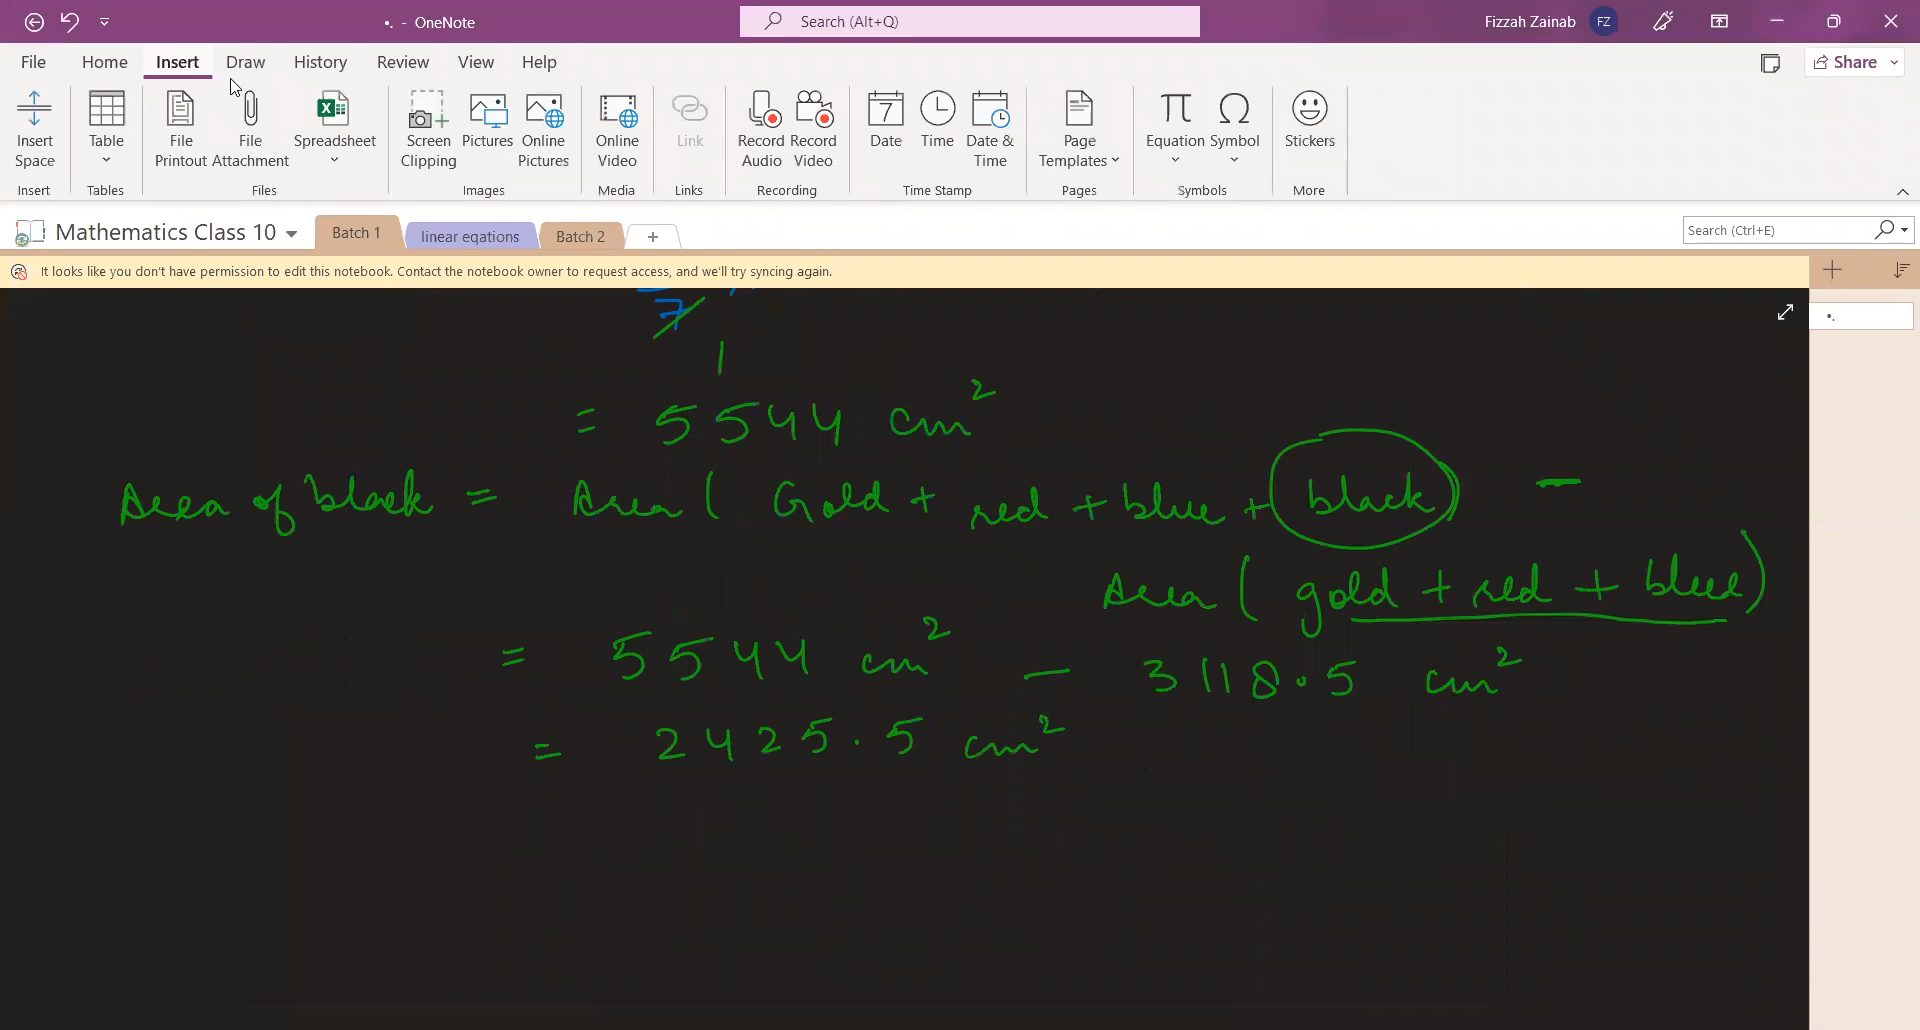 •. - OneNote
Search (Alt+Q)
Fizzah Zainab FZ
File Home Insert Draw History Review View Help
Share
Insert Space
Table
File Printout
File Attachment
Spreadsheet
Screen Clipping
Pictures
Online Pictures
Online Video
Link
Record Audio
Record Video
7
Date
Time
Date & Time
Page Templates
π
Equation
Ω
Symbol
Stickers
Insert Tables Files Images Media Links Recording Time Stamp Pages Symbols More
Mathematics Class 10
Batch 1 linear eqations Batch 2 +
Search (Ctrl+E)
It looks like you don't have permission to edit this notebook. Contact the notebook owner to request access, and we'll try syncing again.
•.
7
1
= 5544 cm²
Area of black = Area ( Gold + red + blue + black) -
Area ( gold + red + blue)
= 5544 cm² - 3118.5 cm²
= 2425.5 cm²